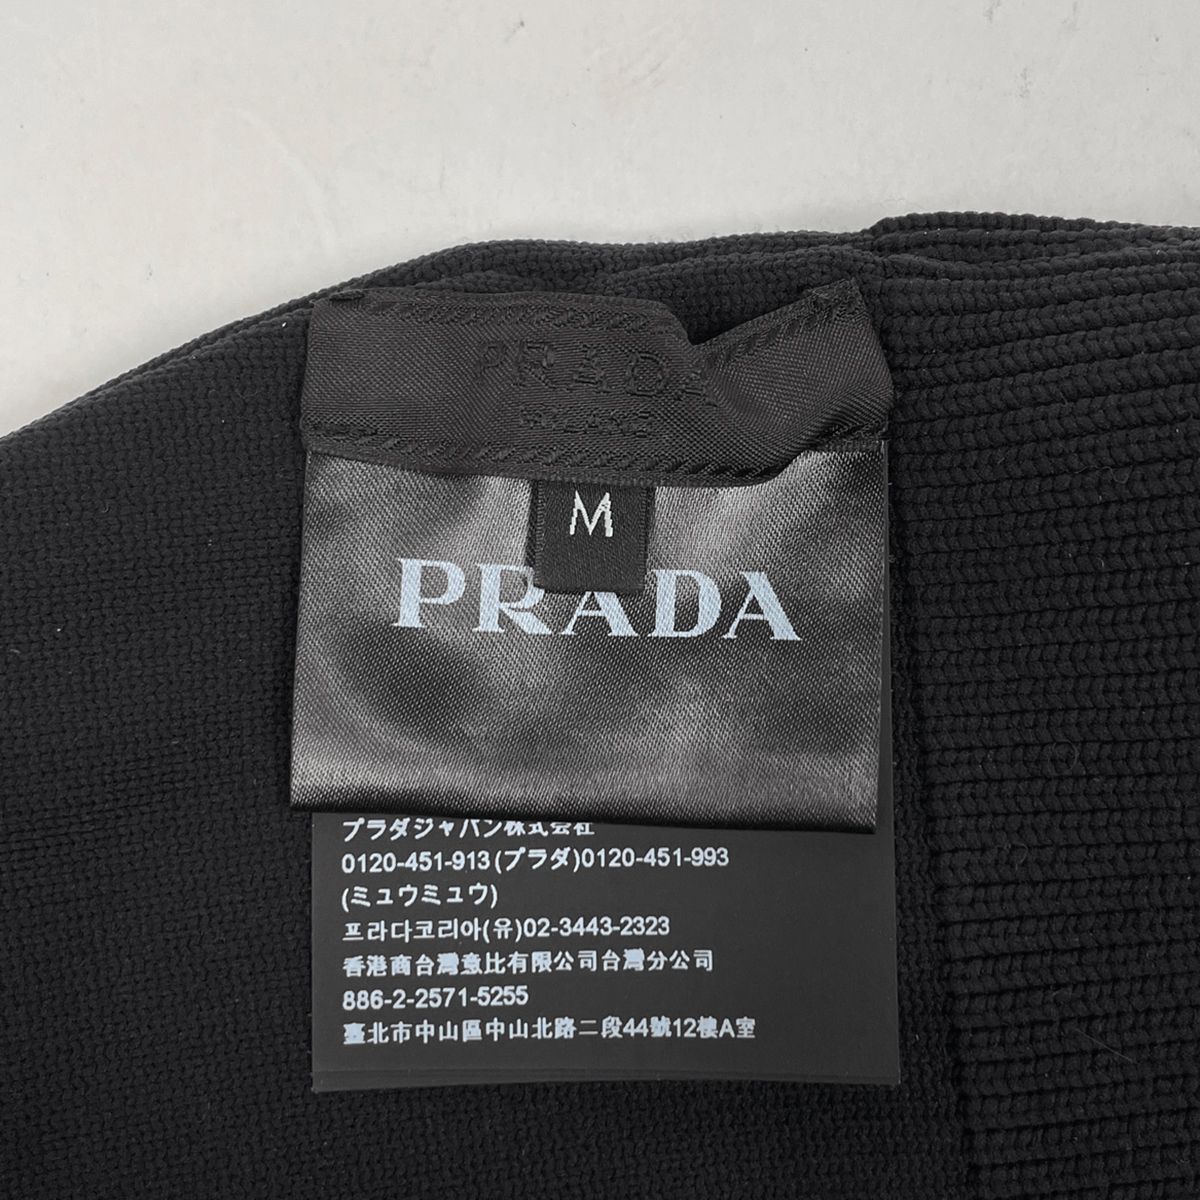 PRADA
MILANO
M
PRADA
プラダジャパン株式会社
0120-451-913(プラダ)0120-451-993
(ミュウミュウ)
프라다코리아(유)02-3443-2323
香港商台灣意比有限公司台灣分公司
886-2-2571-5255
臺北市中山區中山北路二段44號12樓A室